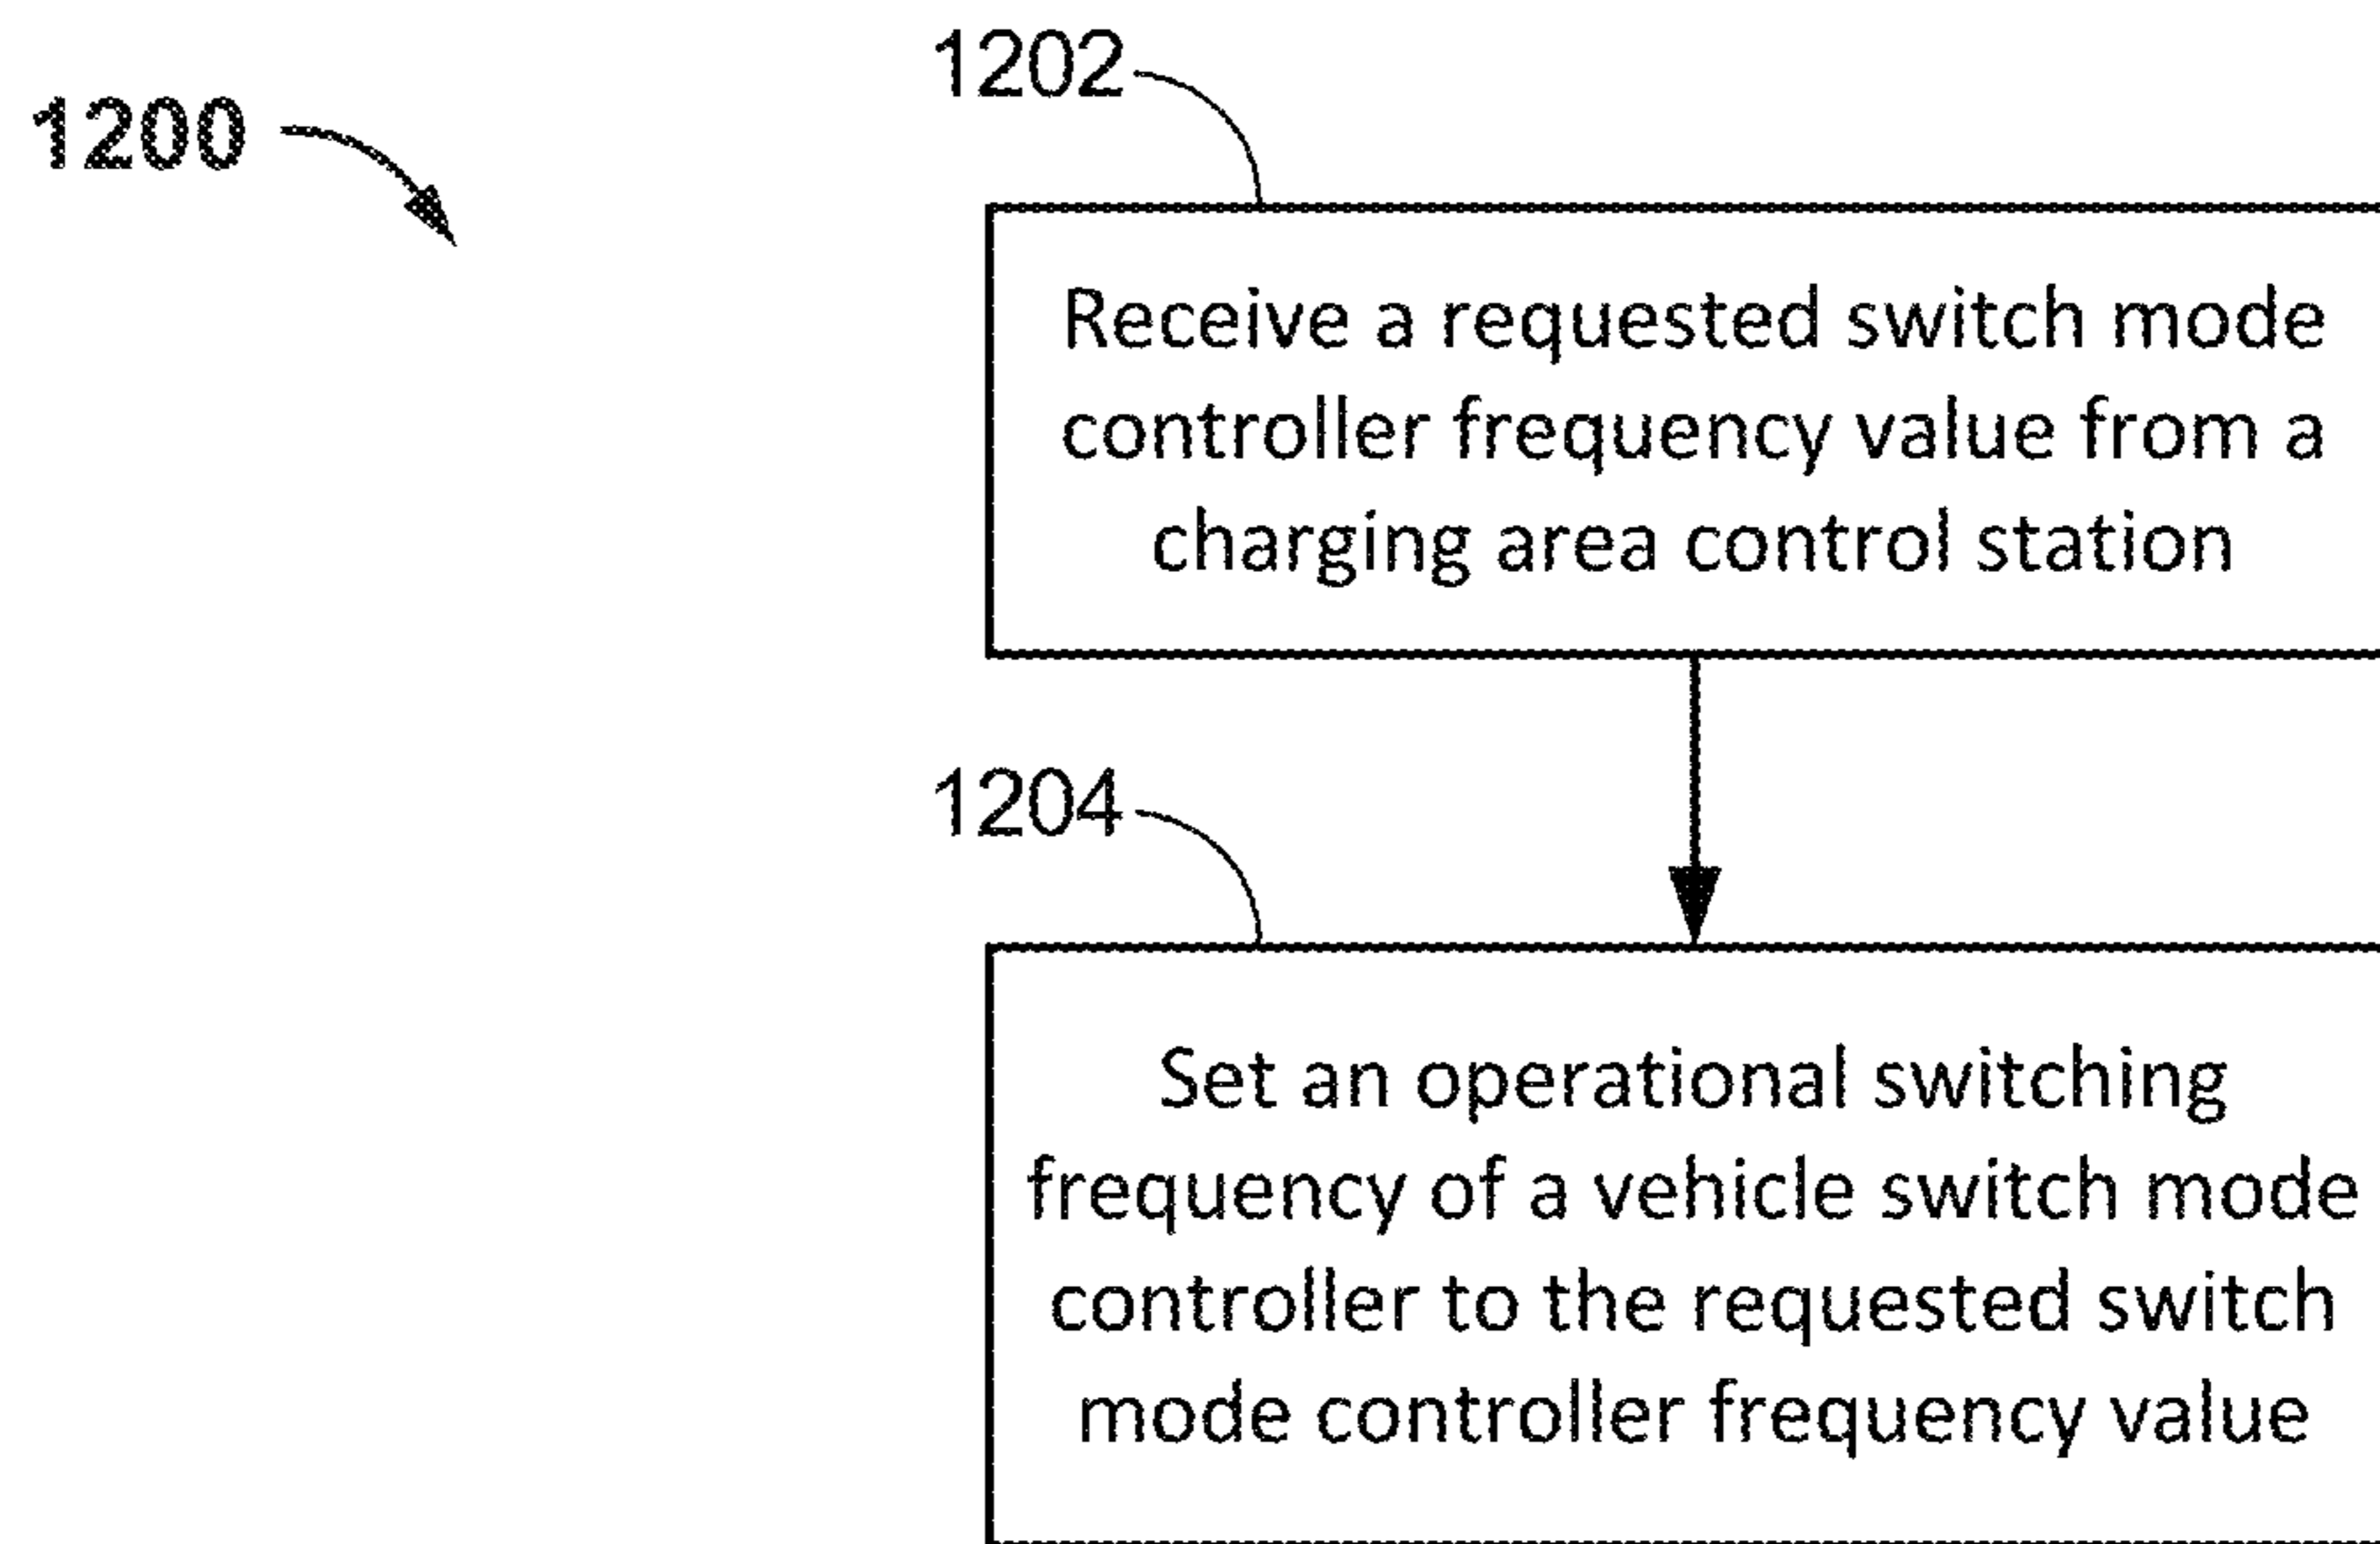 1200
1202
Receive a requested switch mode
controller frequency value from a
charging area control station
1204
Set an operational switching
frequency of a vehicle switch mode
controller to the requested switch
mode controller frequency value